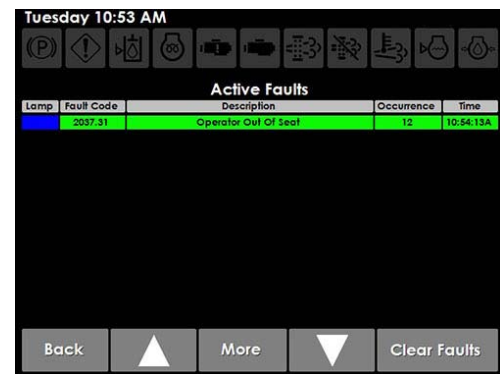 Tuesday 10:53 AM
(P)
Active Faults
Lamp Fault Code Description Occurrence Time
2037.31 Operator Out Of Seat 12 10:54:13A
Back More Clear Faults